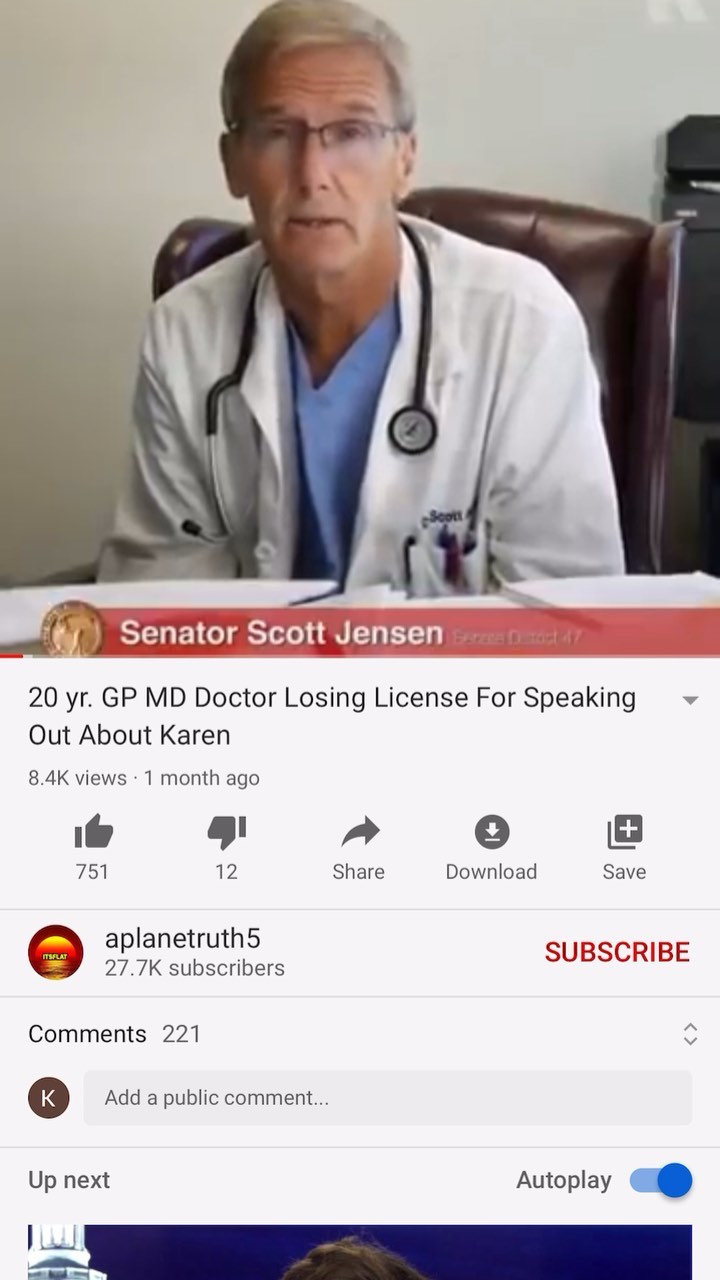 Senator Scott Jensen Senate District 47
20 yr. GP MD Doctor Losing License For Speaking
Out About Karen
8.4K views · 1 month ago
751
12
Share
Download
Save
ITSFLAT
aplanetruth5
27.7K subscribers
SUBSCRIBE
Comments 221
K
Add a public comment...
Up next
Autoplay